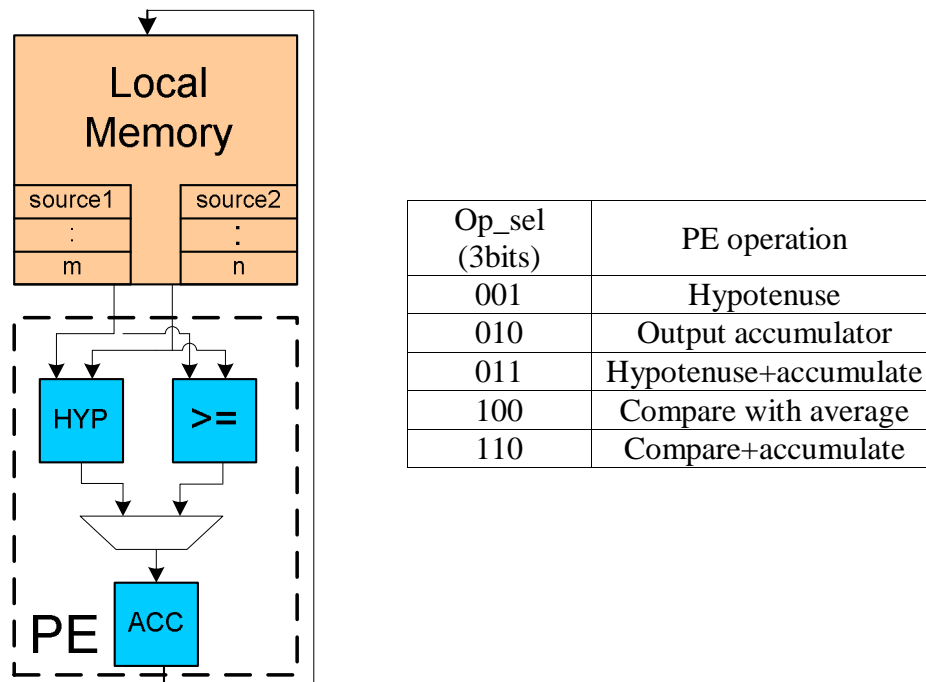 Local
Memory
source1
source2
:
:
m
n
HYP
>=
ACC
PE
Op_sel
(3bits)
PE operation
001
Hypotenuse
010
Output accumulator
011
Hypotenuse+accumulate
100
Compare with average
110
Compare+accumulate